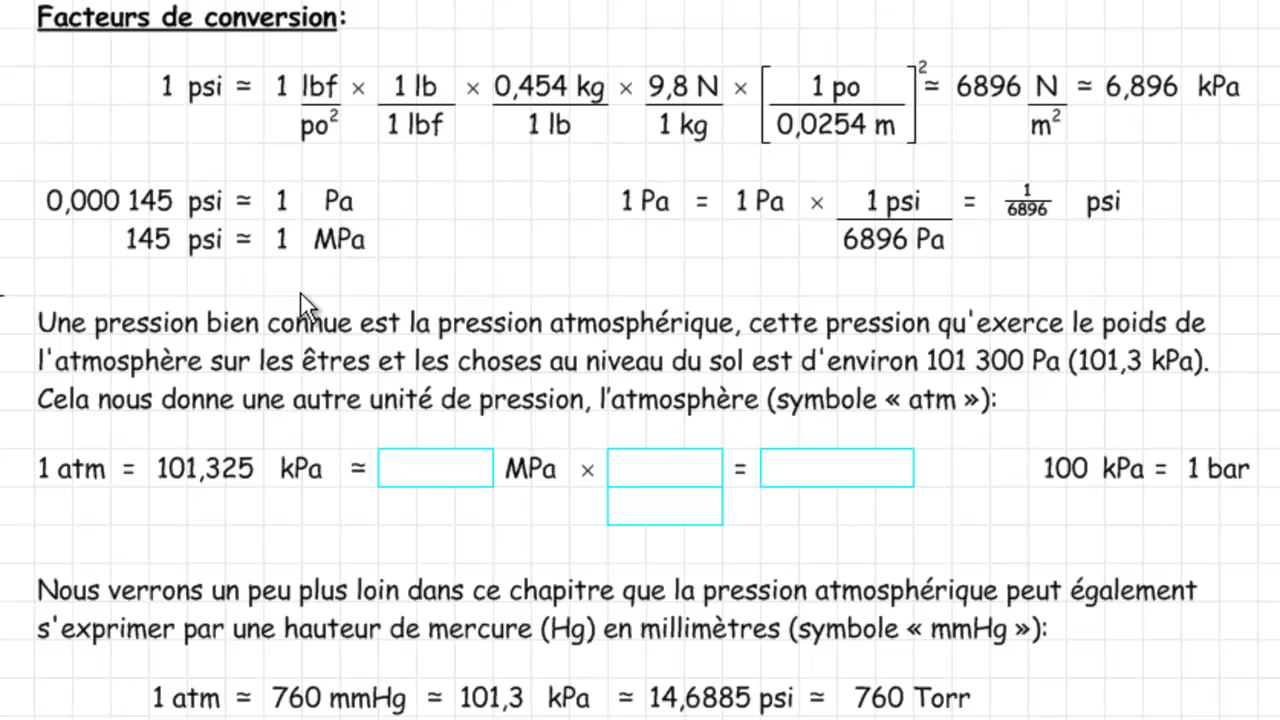 Facteurs de conversion:
1 psi ≃ 1 lbf/po² × 1 lb/1 lbf × 0,454 kg/1 lb × 9,8 N/1 kg × [1 po/0,0254 m]² ≃ 6896 N/m² ≃ 6,896 kPa
0,000 145 psi ≃ 1 Pa 1 Pa = 1 Pa × 1 psi/6896 Pa = 1/6896 psi
145 psi ≃ 1 MPa
Une pression bien connue est la pression atmosphérique, cette pression qu'exerce le poids de
l'atmosphère sur les êtres et les choses au niveau du sol est d'environ 101 300 Pa (101,3 kPa).
Cela nous donne une autre unité de pression, l'atmosphère (symbole « atm »):
1 atm = 101,325 kPa ≃ MPa × = 100 kPa = 1 bar
Nous verrons un peu plus loin dans ce chapitre que la pression atmosphérique peut également
s'exprimer par une hauteur de mercure (Hg) en millimètres (symbole « mmHg »):
1 atm ≃ 760 mmHg ≃ 101,3 kPa ≃ 14,6885 psi ≃ 760 Torr